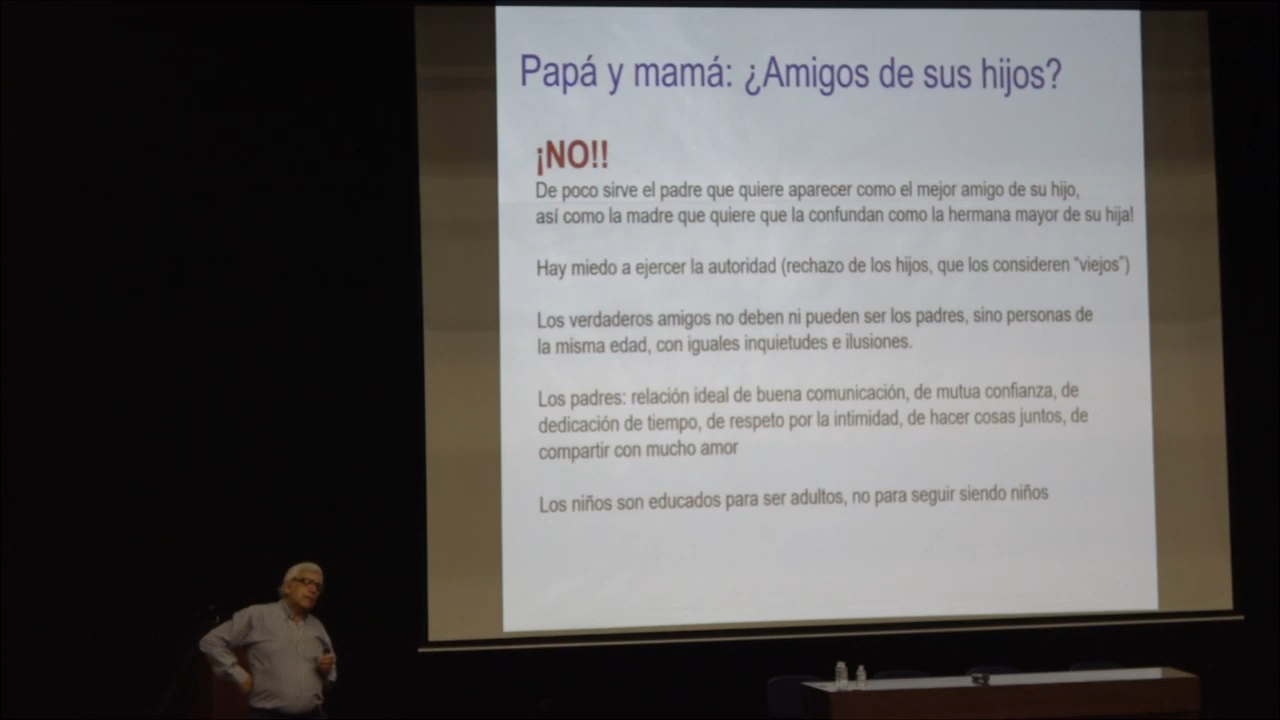 Papá y mamá: ¿Amigos de sus hijos?
¡NO!!
De poco sirve el padre que quiere aparecer como el mejor amigo de su hijo,
así como la madre que quiere que la confundan como la hermana mayor de su hija!
Hay miedo a ejercer la autoridad (rechazo de los hijos, que los consideren "viejos")
Los verdaderos amigos no deben ni pueden ser los padres, sino personas de
la misma edad, con iguales inquietudes e ilusiones.
Los padres: relación ideal de buena comunicación, de mutua confianza, de
dedicación de tiempo, de respeto por la intimidad, de hacer cosas juntos, de
compartir con mucho amor
Los niños son educados para ser adultos, no para seguir siendo niños